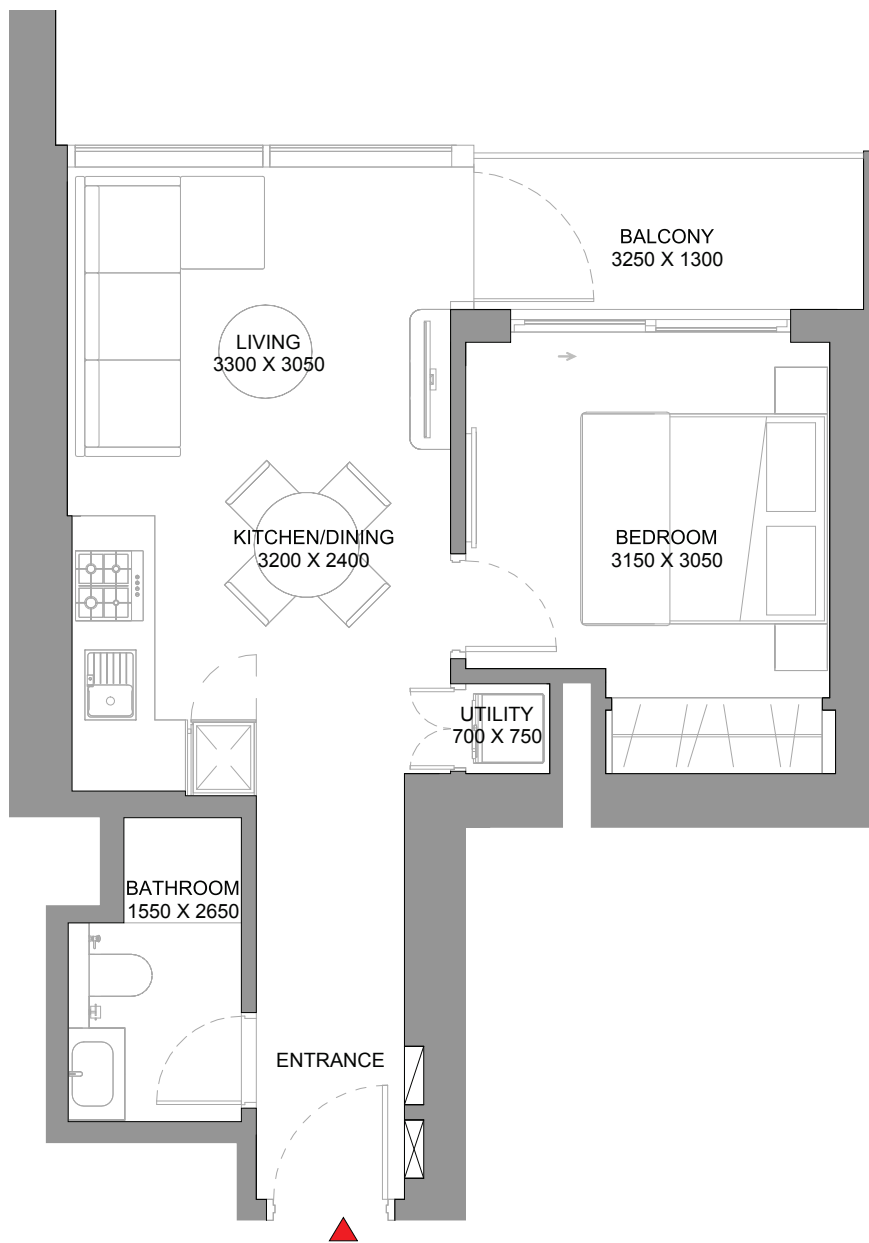 BALCONY
3250 X 1300
LIVING
3300 X 3050
KITCHEN/DINING
3200 X 2400
BEDROOM
3150 X 3050
UTILITY
700 X 750
BATHROOM
1550 X 2650
ENTRANCE